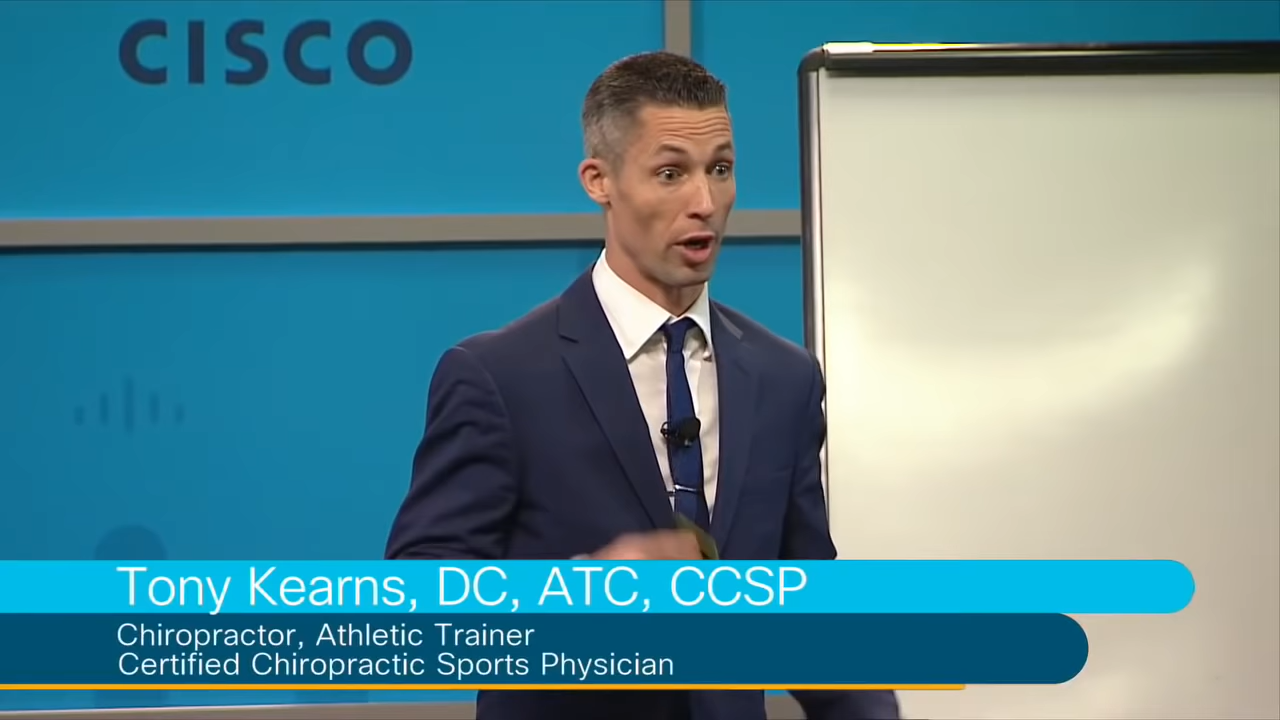 CISCO
Tony Kearns, DC, ATC, CCSP
Chiropractor, Athletic Trainer
Certified Chiropractic Sports Physician